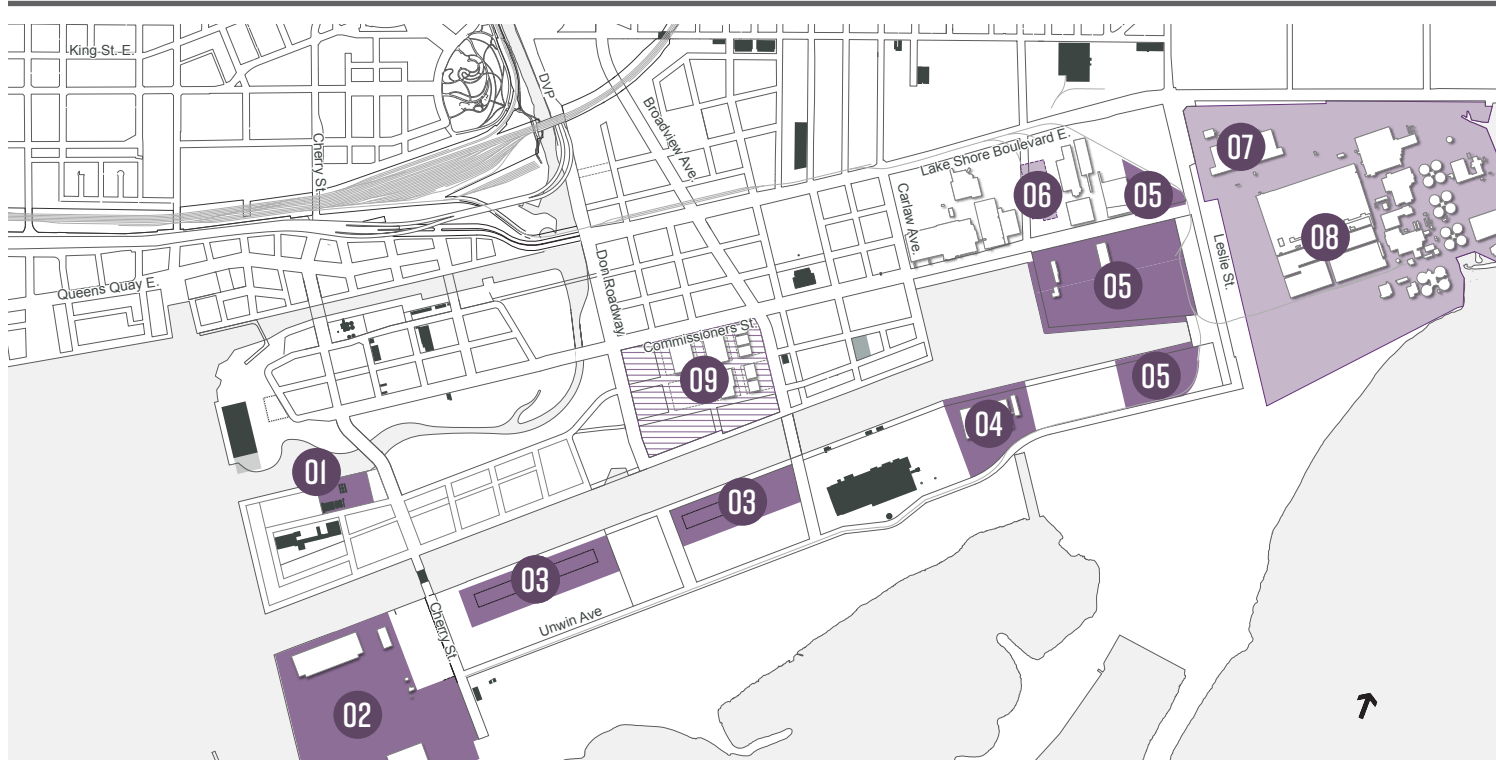 King St. E.
DVP
Broadview Ave.
Cherry St.
Lake Shore Boulevard E.
07
06
05
Carlaw Ave.
08
Leslie St.
Don Roadway
Queens Quay E.
05
Commissioners St.
09
05
04
01
03
03
Unwin Ave
Cherry St.
02